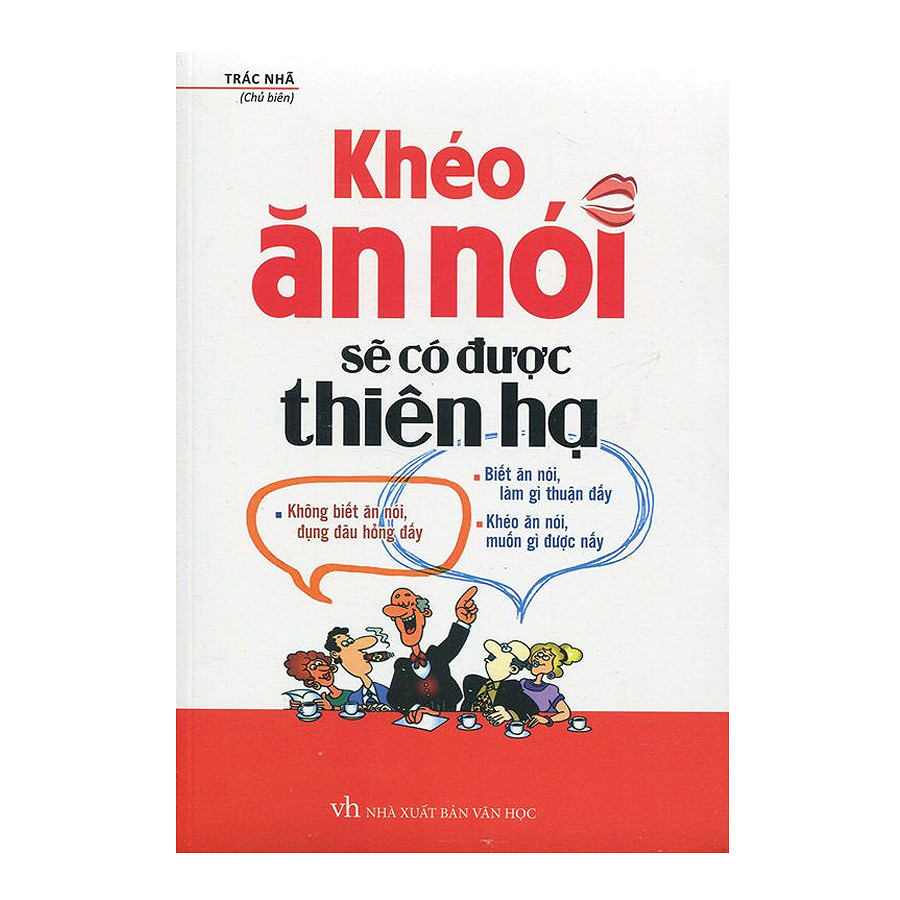 TRÁC NHÃ
(Chủ biên)
Khéo
ăn nói
sẽ có được
thiên hạ
Không biết ăn nói,
đụng đâu hỏng đấy
Biết ăn nói,
làm gì thuận đấy
Khéo ăn nói,
muốn gì được nấy
vh NHÀ XUẤT BẢN VĂN HỌC